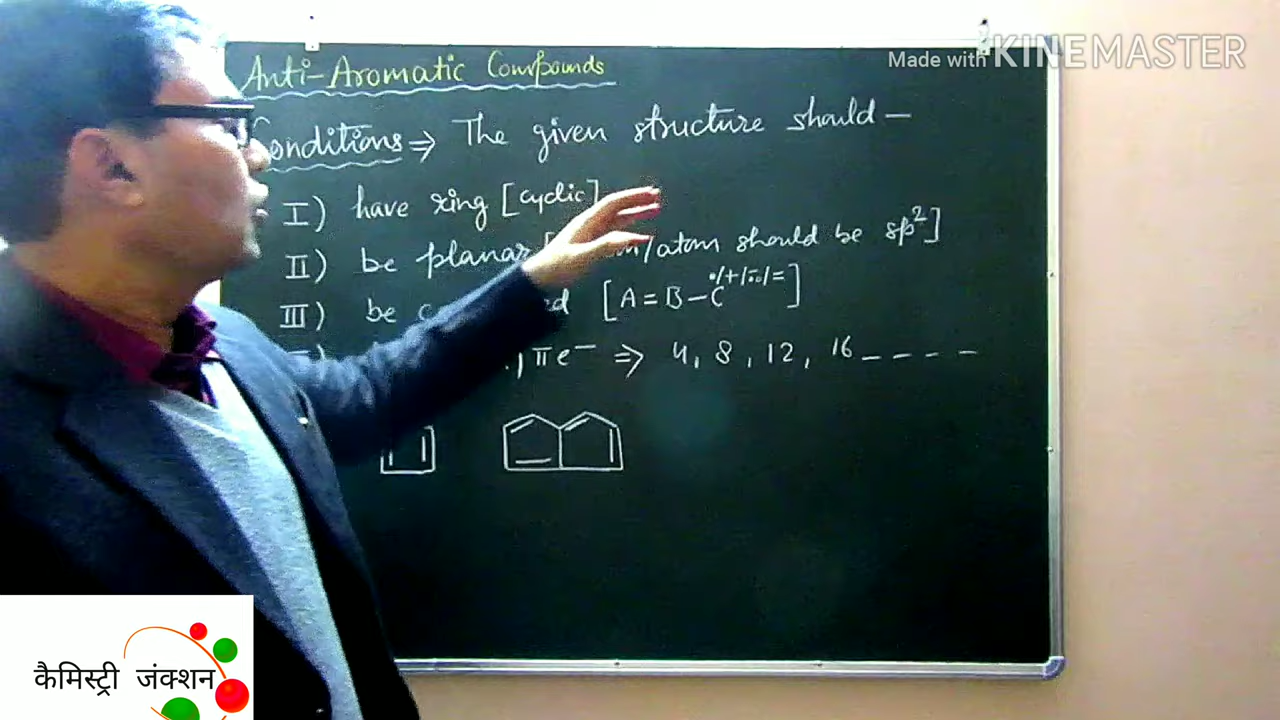 Made with KINEMASTER
Anti-Aromatic Compounds
Conditions ⇒ The given structure should —
I) have ring [cyclic]
II) be planar [ /atom should be sp²]
III) be [A = B - C •/+/-/=]
πe⁻ ⇒ 4, 8, 12, 16 _ _ _ _
कैमिस्ट्री जंक्शन